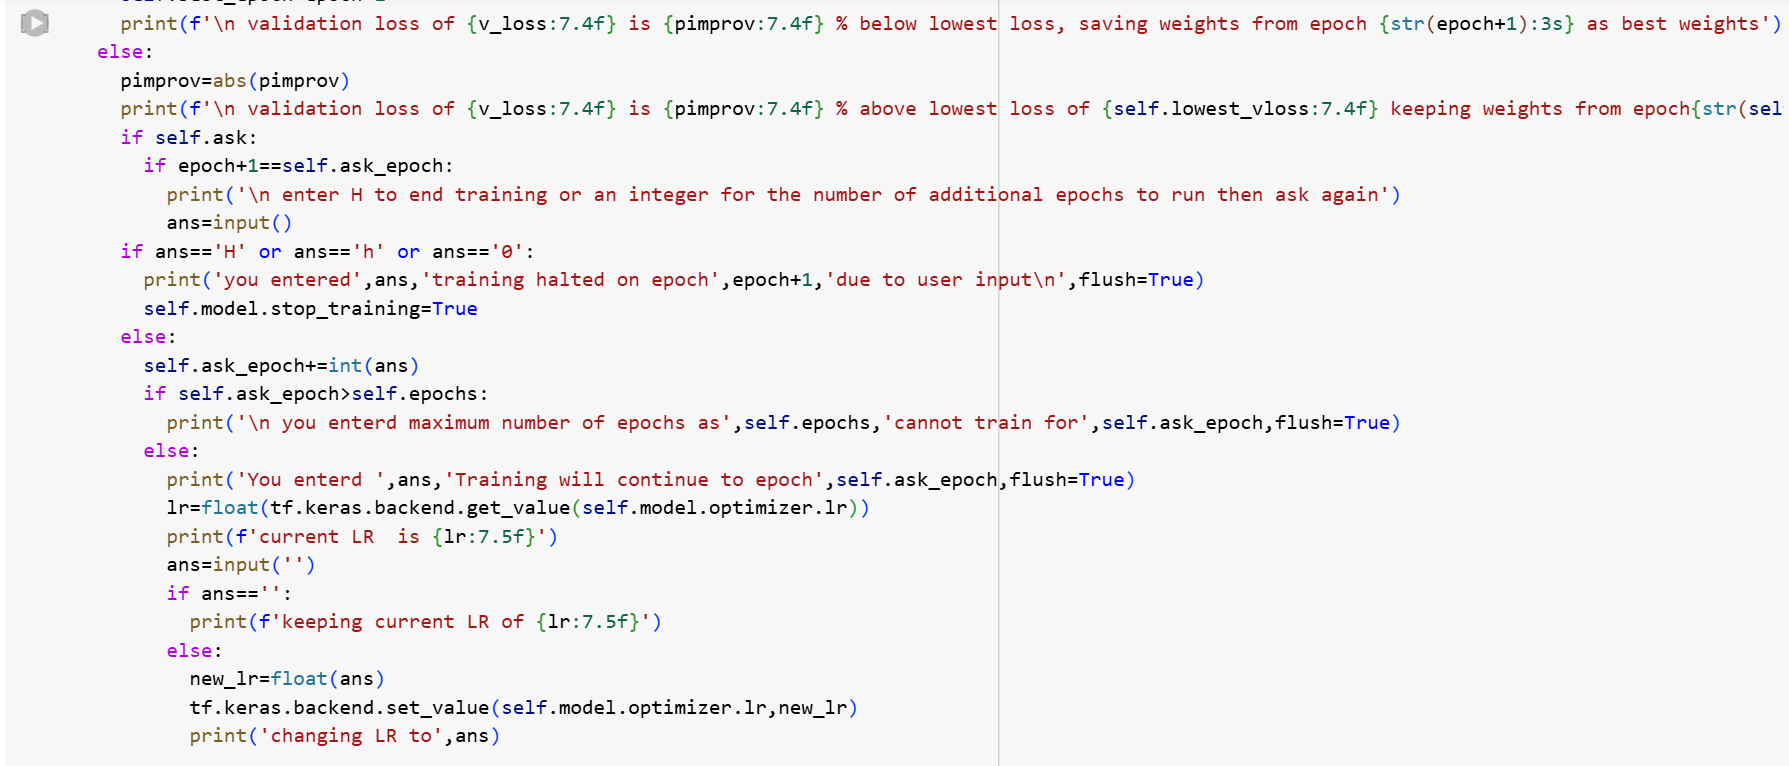 print(f'\n validation loss of {v_loss:7.4f} is {pimprov:7.4f} % below lowest loss, saving weights from epoch {str(epoch+1):3s} as best weights')
else:
pimprov=abs(pimprov)
print(f'\n validation loss of {v_loss:7.4f} is {pimprov:7.4f} % above lowest loss of {self.lowest_vloss:7.4f} keeping weights from epoch{str(sel
if self.ask:
if epoch+1==self.ask_epoch:
print('\n enter H to end training or an integer for the number of additional epochs to run then ask again')
ans=input()
if ans=='H' or ans=='h' or ans=='0':
print('you entered',ans,'training halted on epoch',epoch+1,'due to user input\n',flush=True)
self.model.stop_training=True
else:
self.ask_epoch+=int(ans)
if self.ask_epoch>self.epochs:
print('\n you enterd maximum number of epochs as',self.epochs,'cannot train for',self.ask_epoch,flush=True)
else:
print('You enterd ',ans,'Training will continue to epoch',self.ask_epoch,flush=True)
lr=float(tf.keras.backend.get_value(self.model.optimizer.lr))
print(f'current LR  is {lr:7.5f}')
ans=input('')
if ans=='':
print(f'keeping current LR of {lr:7.5f}')
else:
new_lr=float(ans)
tf.keras.backend.set_value(self.model.optimizer.lr,new_lr)
print('changing LR to',ans)